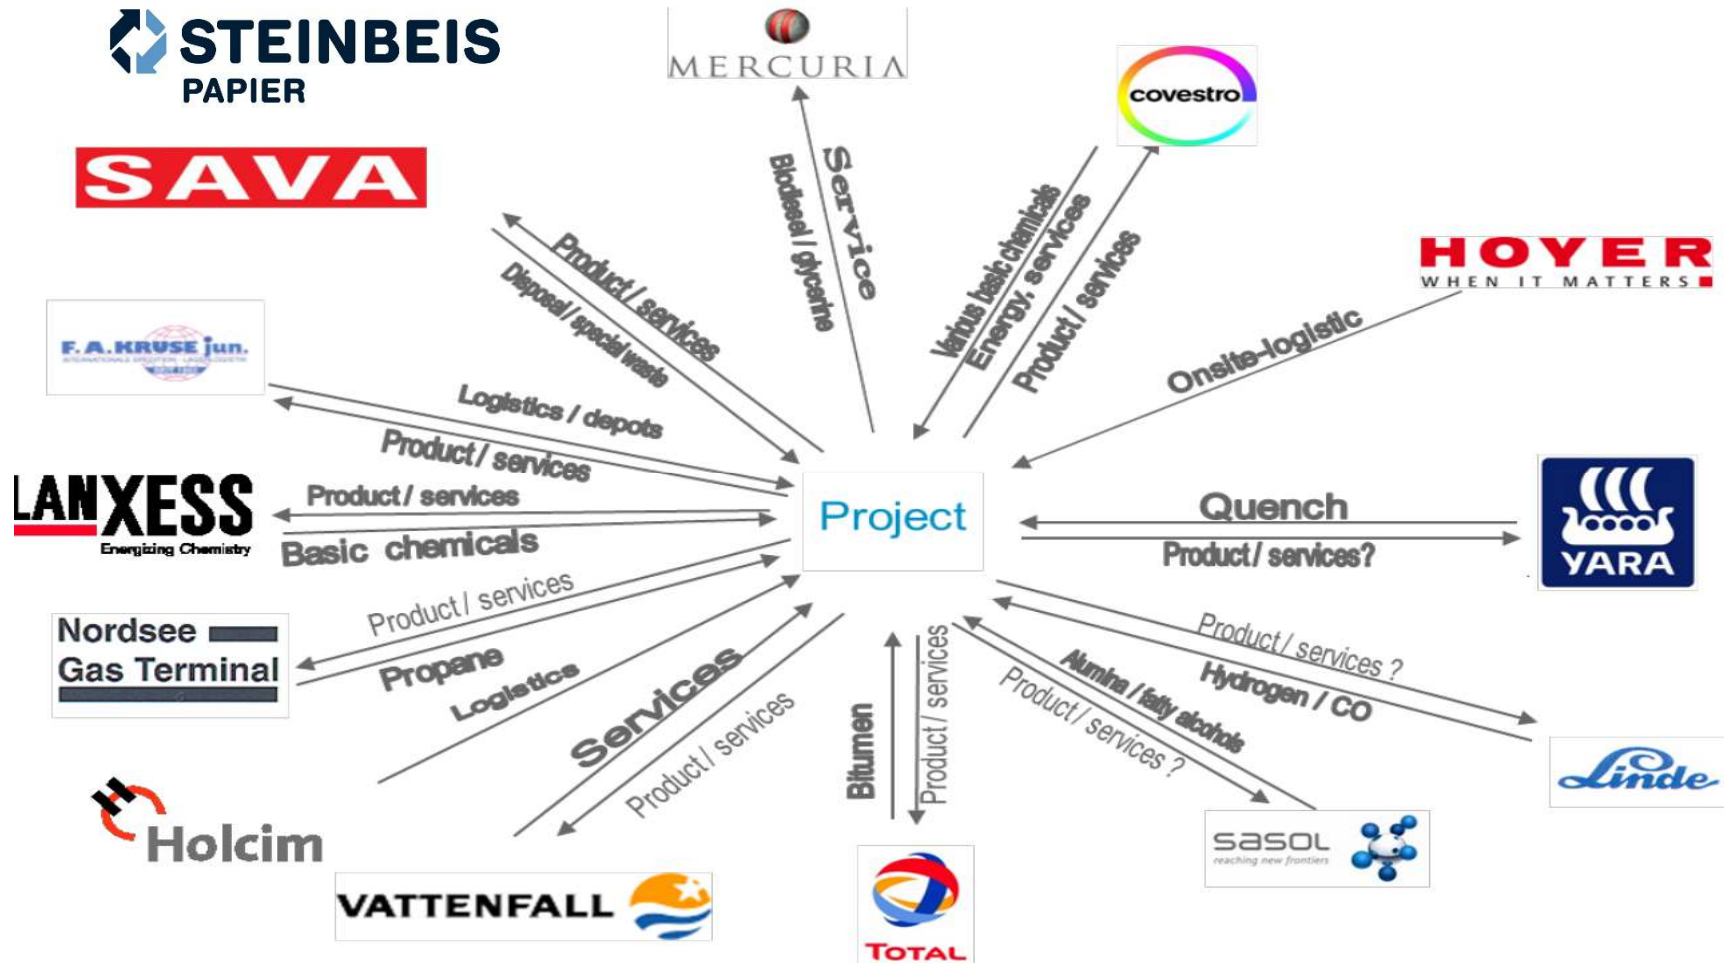 STEINBEIS
PAPIER
MERCURIA
covestro
SAVA
HOYER
WHEN IT MATTERS
Service
Biodiesel / glycerine
Various basic chemicals
Energy, services
Product / services
Product / services
Disposal / special waste
F.A.KRUSE jun.
Onsite-logistic
Logistics / depots
Product / services
LANXESS
Energizing Chemistry
Product / services
Basic chemicals
Project
Quench
Product / services?
YARA
Nordsee
Gas Terminal
Product / services
Propane
Logistics
Services
Product / services
Bitumen
Product / services
Alumina / fatty alcohols
Product / services ?
Product / services ?
Hydrogen / CO
Linde
Holcim
VATTENFALL
TOTAL
sasol
reaching new frontiers